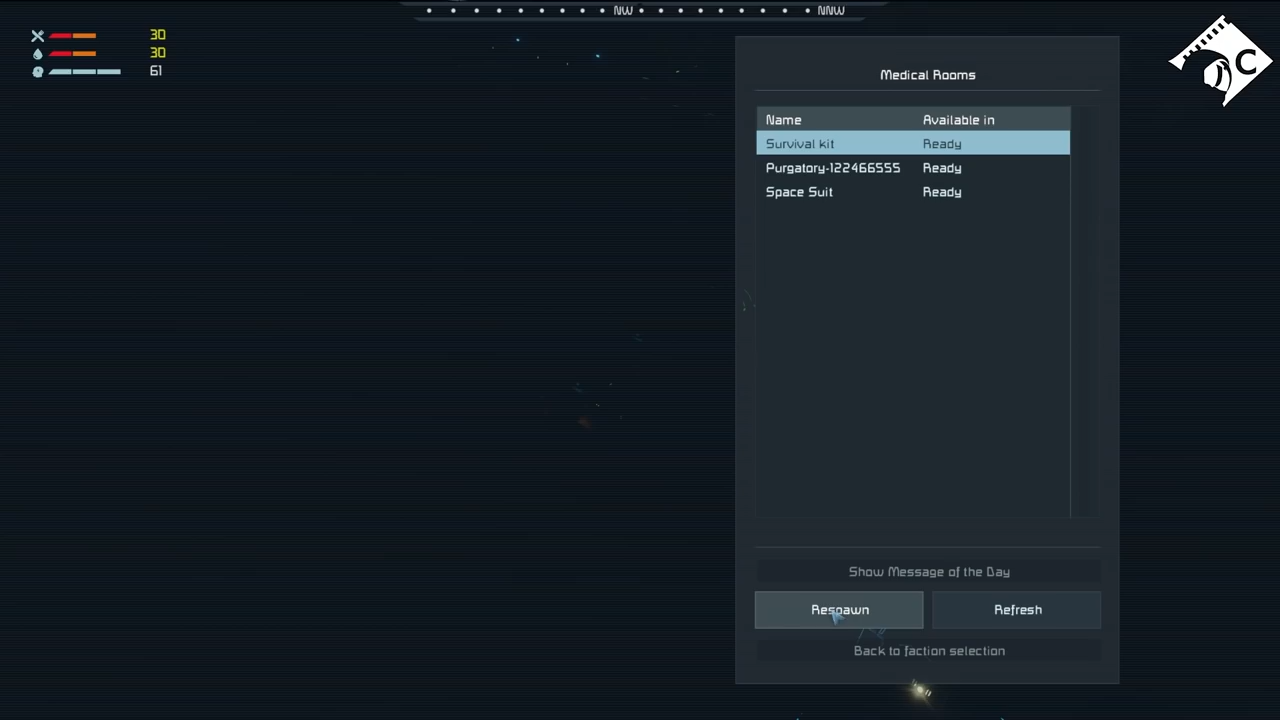 NW NNW
30
30
61
C
Medical Rooms
Name Available in
Survival kit Ready
Purgatory-122466555 Ready
Space Suit Ready
Show Message of the Day
Respawn Refresh
Back to faction selection